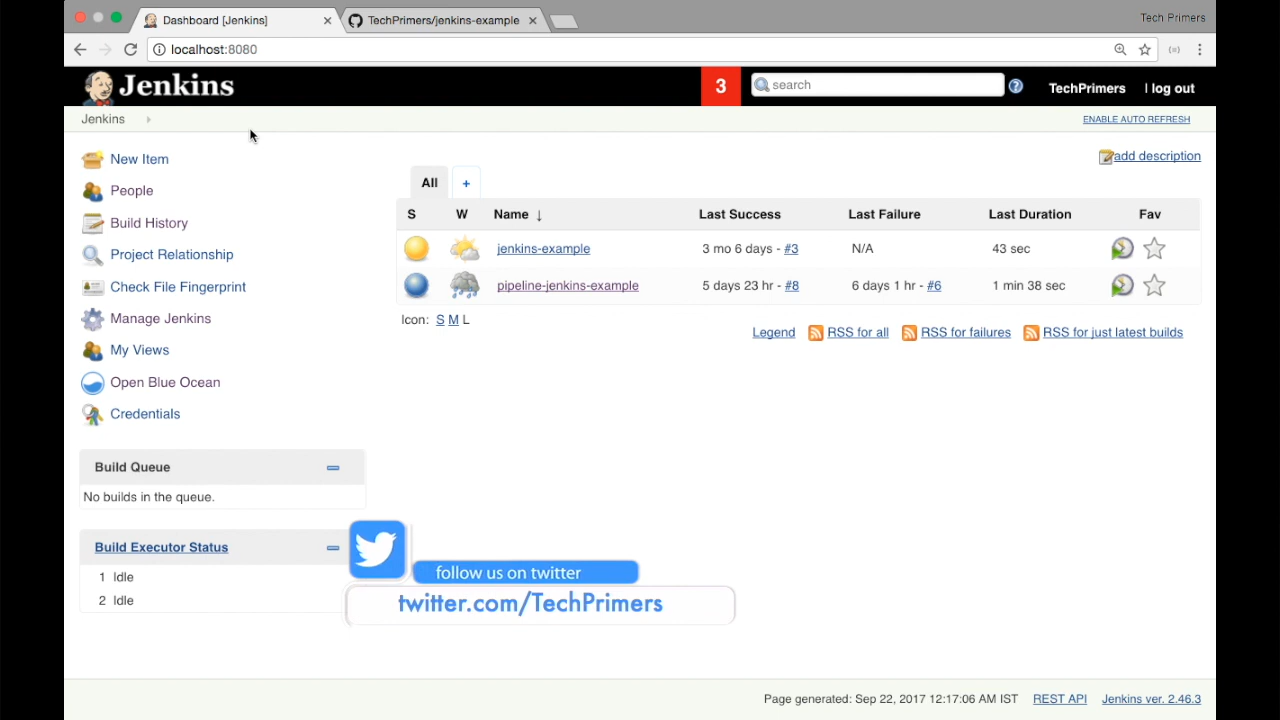 Dashboard [Jenkins]
TechPrimers/jenkins-example
Tech Primers
localhost:8080
Jenkins
3
search
TechPrimers
| log out
Jenkins
ENABLE AUTO REFRESH
New Item
People
Build History
Project Relationship
Check File Fingerprint
Manage Jenkins
My Views
Open Blue Ocean
Credentials
add description
All
+
S W Name ↓ Last Success Last Failure Last Duration Fav
jenkins-example 3 mo 6 days - #3 N/A 43 sec
pipeline-jenkins-example 5 days 23 hr - #8 6 days 1 hr - #6 1 min 38 sec
Icon: S M L
Legend RSS for all RSS for failures RSS for just latest builds
Build Queue
No builds in the queue.
Build Executor Status
1 Idle
2 Idle
follow us on twitter
twitter.com/TechPrimers
Page generated: Sep 22, 2017 12:17:06 AM IST REST API Jenkins ver. 2.46.3